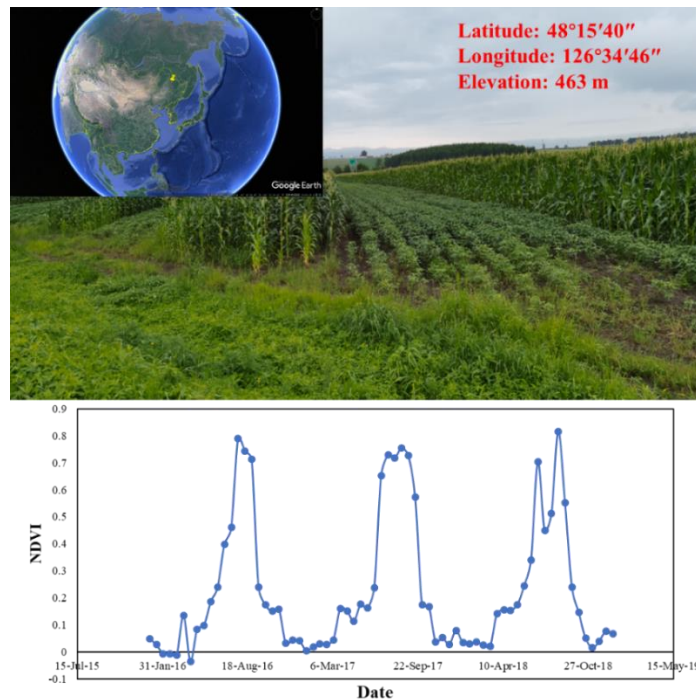 Latitude: 48°15′40″
Longitude: 126°34′46″
Elevation: 463 m
Google Earth
0.9
0.8
0.7
0.6
0.5
0.4
0.3
0.2
0.1
0
-0.1
NDVI
15-Jul-15 31-Jan-16 18-Aug-16 6-Mar-17 22-Sep-17 10-Apr-18 27-Oct-18 15-May-19
Date